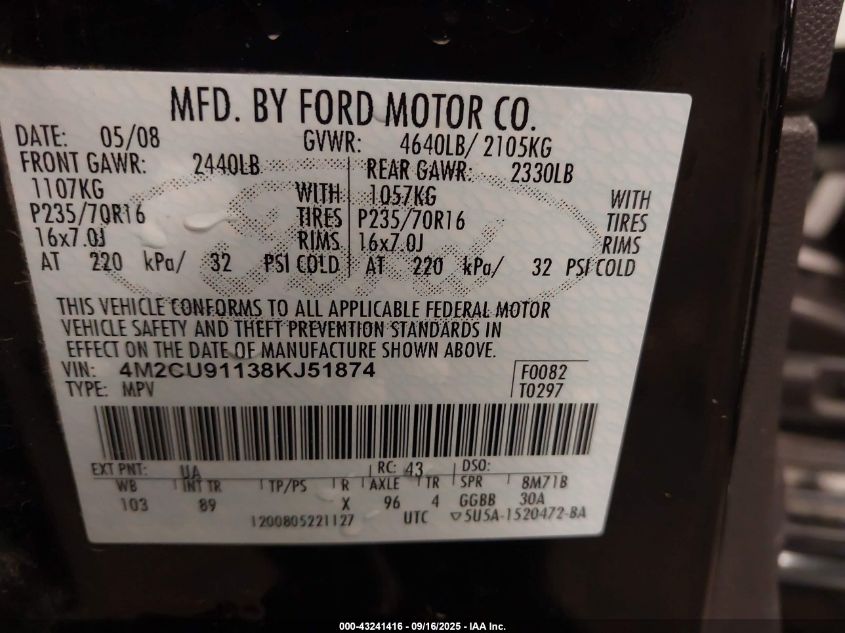 MFD. BY FORD MOTOR CO.
DATE: 05/08 GVWR: 4640LB/ 2105KG
FRONT GAWR: 2440LB REAR GAWR: 2330LB
1107KG WITH 1057KG WITH
P235/70R16 TIRES P235/70R16 TIRES
16x7.0J RIMS 16x7.0J RIMS
AT 220 kPa/ 32 PSI COLD AT 220 kPa/ 32 PSI COLD
THIS VEHICLE CONFORMS TO ALL APPLICABLE FEDERAL MOTOR
VEHICLE SAFETY AND THEFT PREVENTION STANDARDS IN
EFFECT ON THE DATE OF MANUFACTURE SHOWN ABOVE.
VIN: 4M2CU91138KJ51874 F0082
TYPE: MPV T0297
EXT PNT: UA RC: 43 DSO:
WB INT TR TP/PS R AXLE TR SPR 8M71B
103 89 X 96 4 GGBB 30A
1200805221127 UTC ▽5U5A-1520472-BA
000-43241416 - 09/16/2025 - IAA Inc.